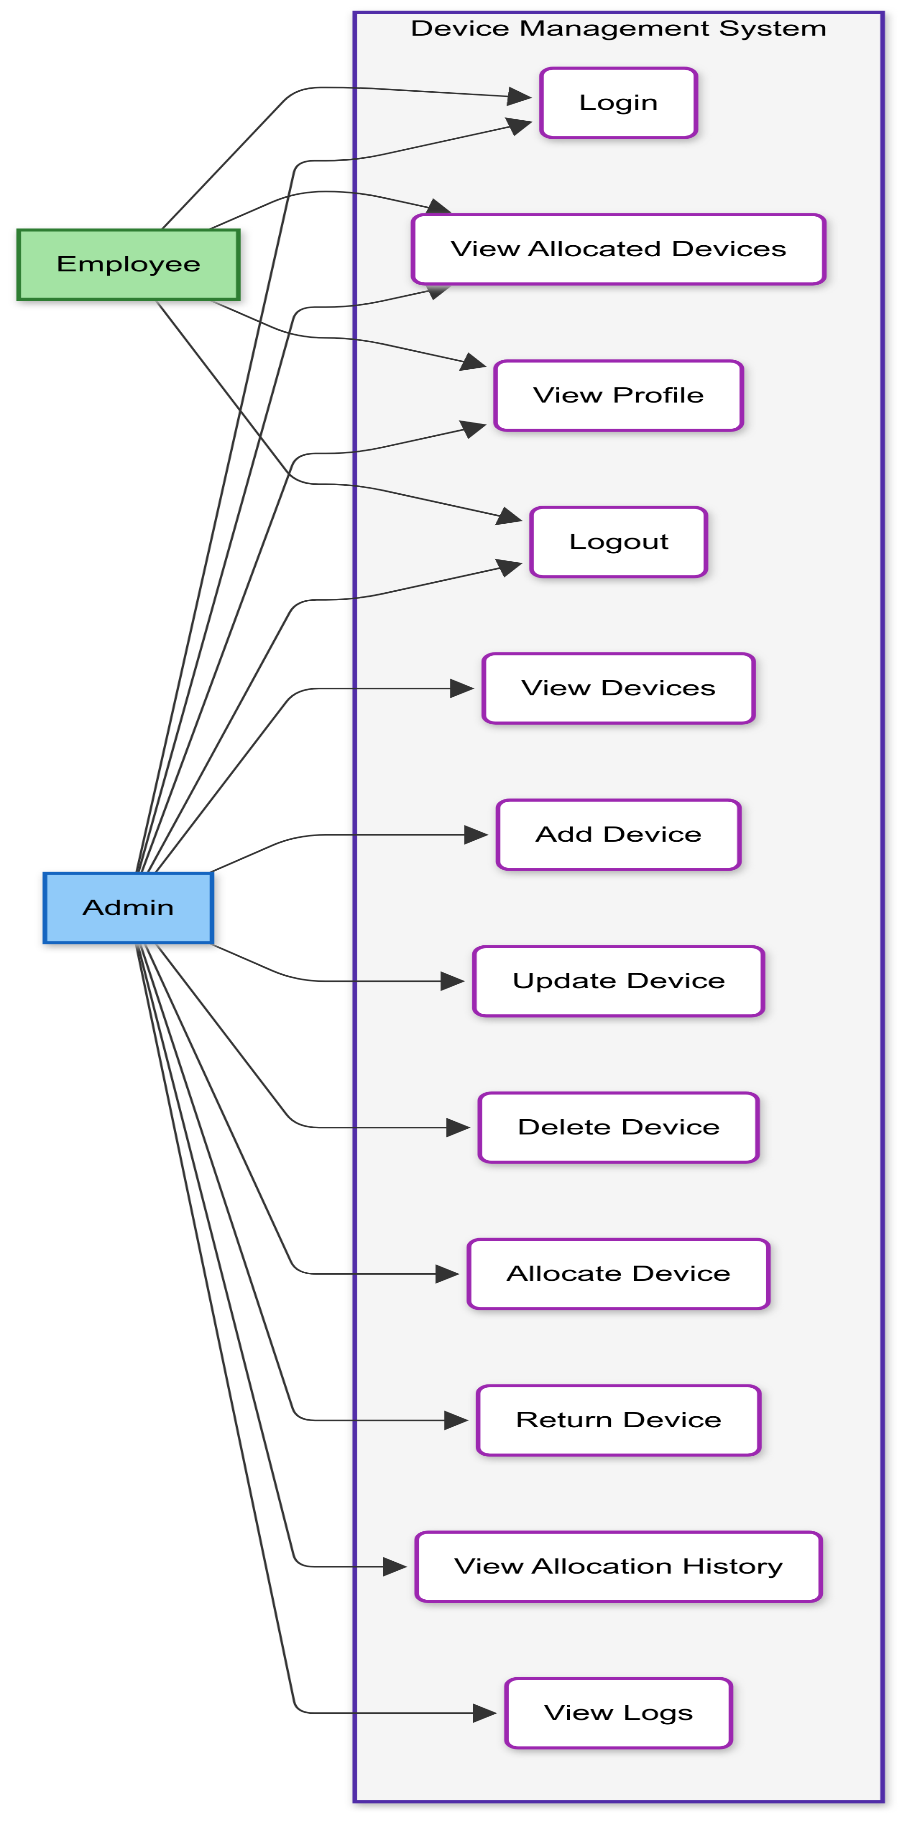 Device Management System
Login
Employee
View Allocated Devices
View Profile
Logout
View Devices
Add Device
Admin
Update Device
Delete Device
Allocate Device
Return Device
View Allocation History
View Logs